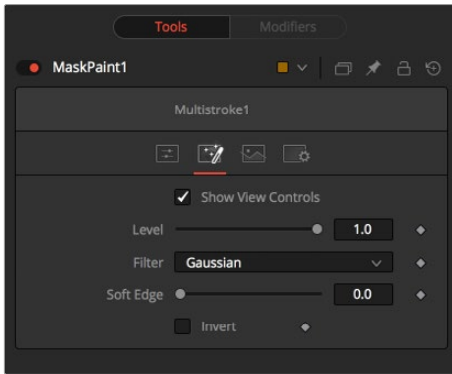 Tools Modifiers
MaskPaint1
Multistroke1
Show View Controls
Level 1.0
Filter Gaussian
Soft Edge 0.0
Invert